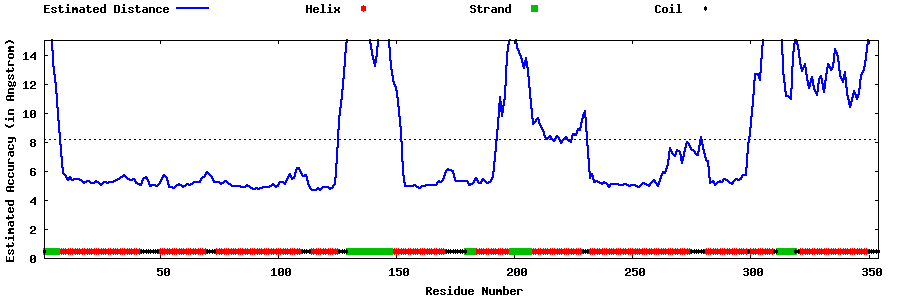 Estimated Distance Helix Strand Coil
Estimated Accuracy (in Angstrom)
14
12
10
8
6
4
2
0
50 100 150 200 250 300 350
Residue Number